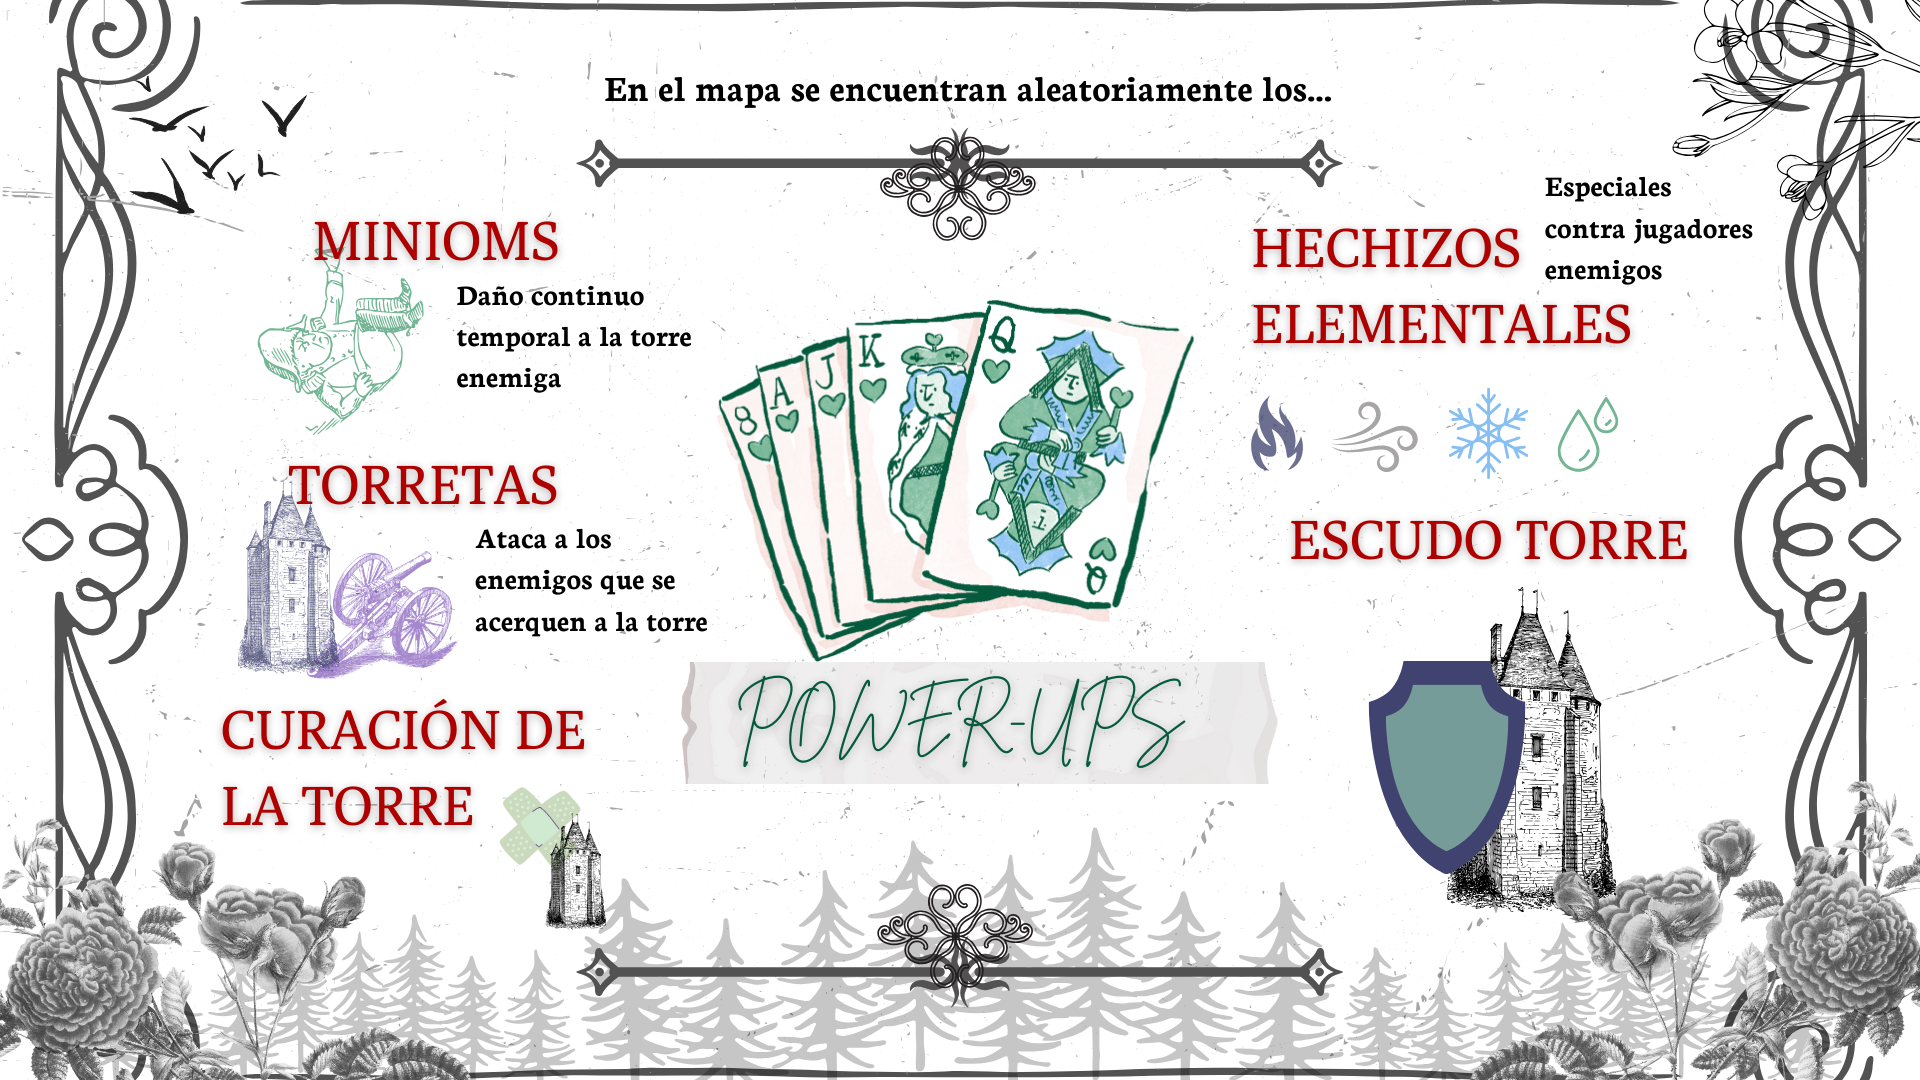 En el mapa se encuentran aleatoriamente los...
MINIOMS
Daño continuo
temporal a la torre
enemiga
TORRETAS
Ataca a los
enemigos que se
acerquen a la torre
CURACIÓN DE
LA TORRE
8
A
J
K
Q
Q
POWER-UPS
HECHIZOS
ELEMENTALES
Especiales
contra jugadores
enemigos
ESCUDO TORRE